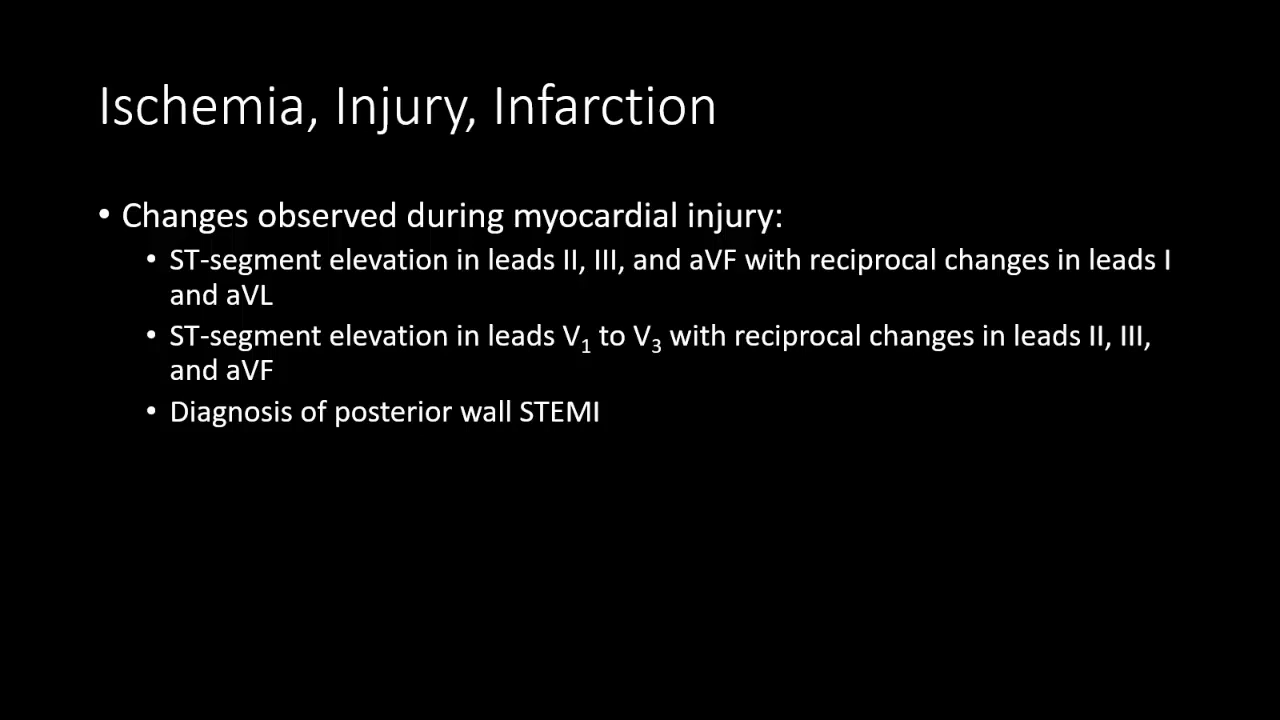 Ischemia, Injury, Infarction
• Changes observed during myocardial injury:
• ST-segment elevation in leads II, III, and aVF with reciprocal changes in leads I
and aVL
• ST-segment elevation in leads V₁ to V₃ with reciprocal changes in leads II, III,
and aVF
• Diagnosis of posterior wall STEMI